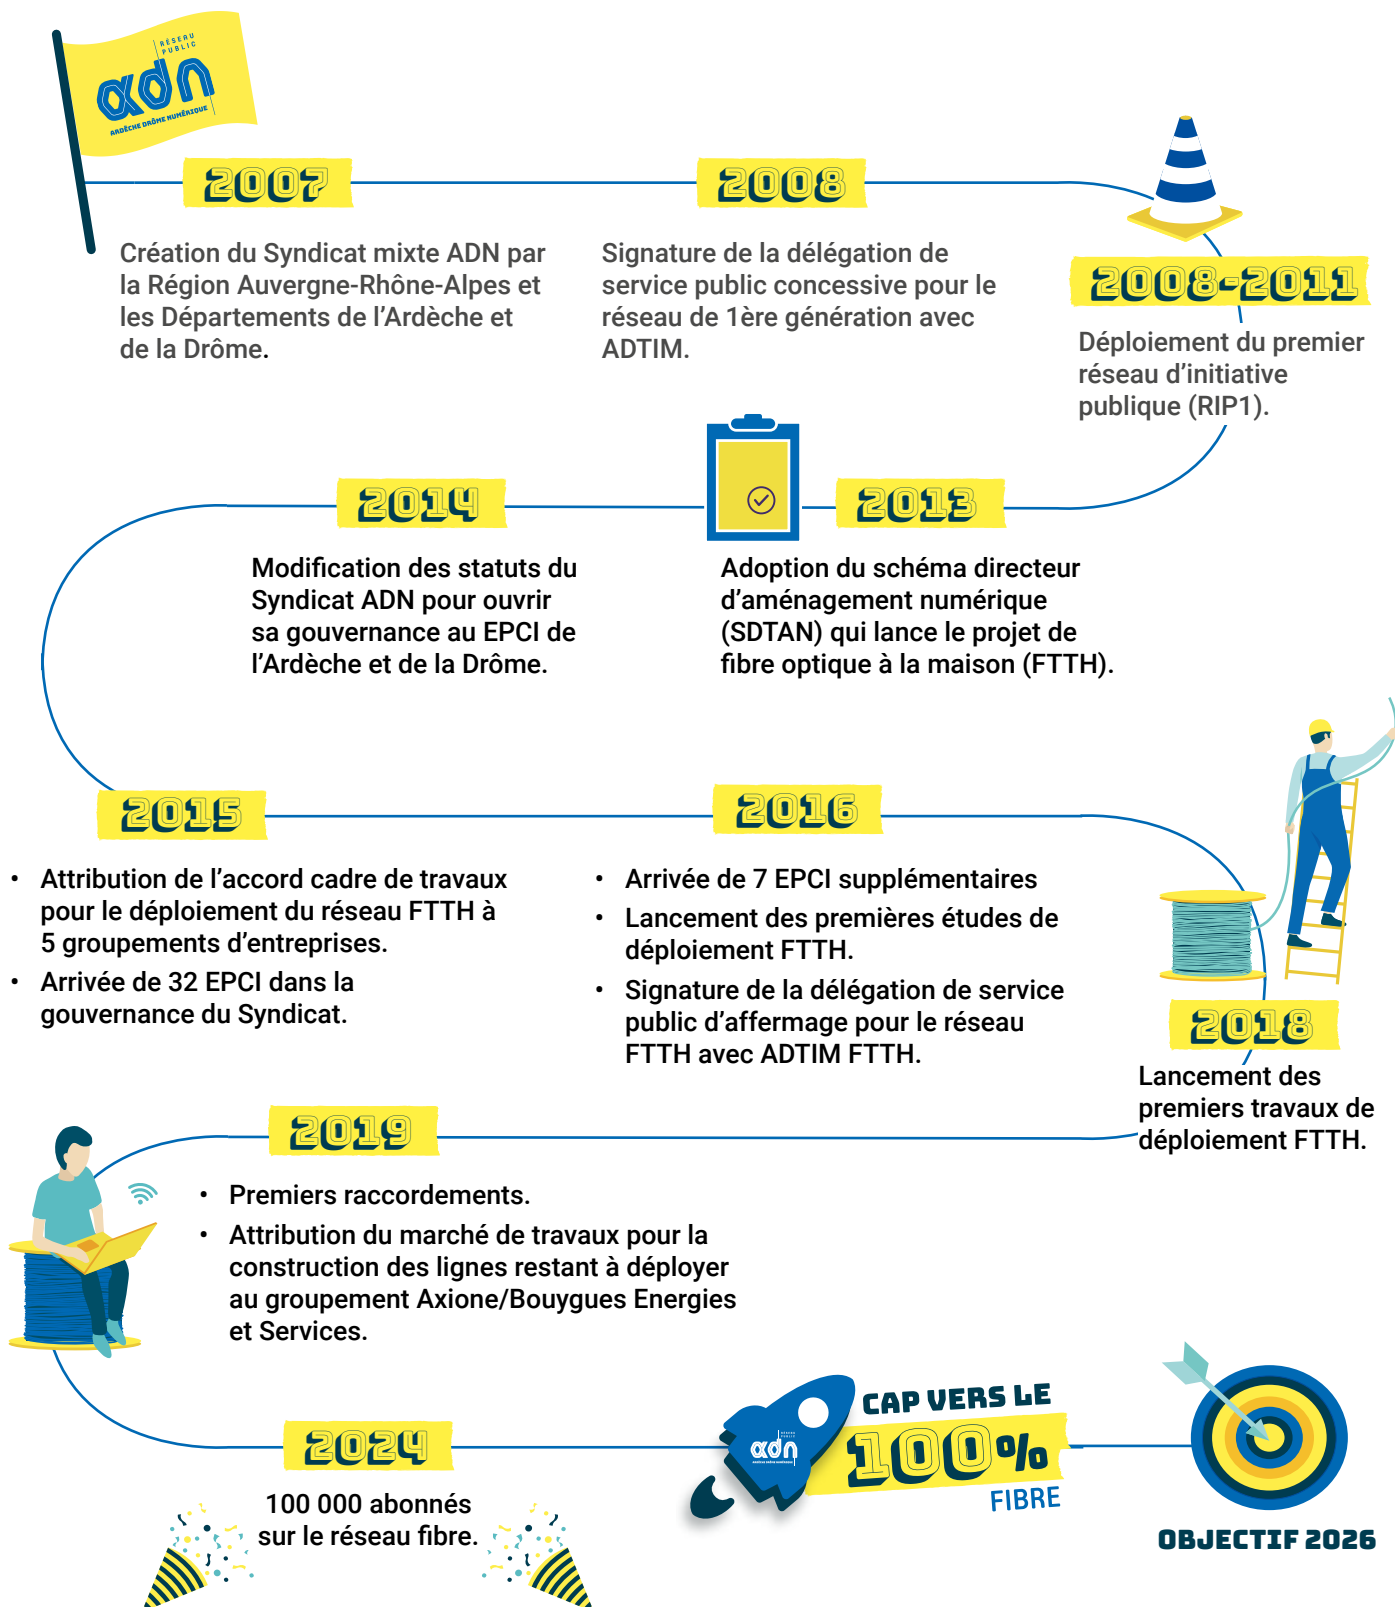 RÉSEAU
PUBLIC
adn
ARDÈCHE DRÔME NUMÉRIQUE
2007
Création du Syndicat mixte ADN par
la Région Auvergne-Rhône-Alpes et
les Départements de l’Ardèche et
de la Drôme.
2008
Signature de la délégation de
service public concessive pour le
réseau de 1ère génération avec
ADTIM.
2008-2011
Déploiement du premier
réseau d’initiative
publique (RIP1).
2013
Adoption du schéma directeur
d’aménagement numérique
(SDTAN) qui lance le projet de
fibre optique à la maison (FTTH).
2014
Modification des statuts du
Syndicat ADN pour ouvrir
sa gouvernance au EPCI de
l’Ardèche et de la Drôme.
2015
• Attribution de l’accord cadre de travaux
pour le déploiement du réseau FTTH à
5 groupements d’entreprises.
• Arrivée de 32 EPCI dans la
gouvernance du Syndicat.
2016
• Arrivée de 7 EPCI supplémentaires
• Lancement des premières études de
déploiement FTTH.
• Signature de la délégation de service
public d’affermage pour le réseau
FTTH avec ADTIM FTTH.
2018
Lancement des
premiers travaux de
déploiement FTTH.
2019
• Premiers raccordements.
• Attribution du marché de travaux pour la
construction des lignes restant à déployer
au groupement Axione/Bouygues Energies
et Services.
2024
100 000 abonnés
sur le réseau fibre.
RÉSEAU
PUBLIC
adn
ARDÈCHE DRÔME NUMÉRIQUE
CAP VERS LE
100%
FIBRE
OBJECTIF 2026